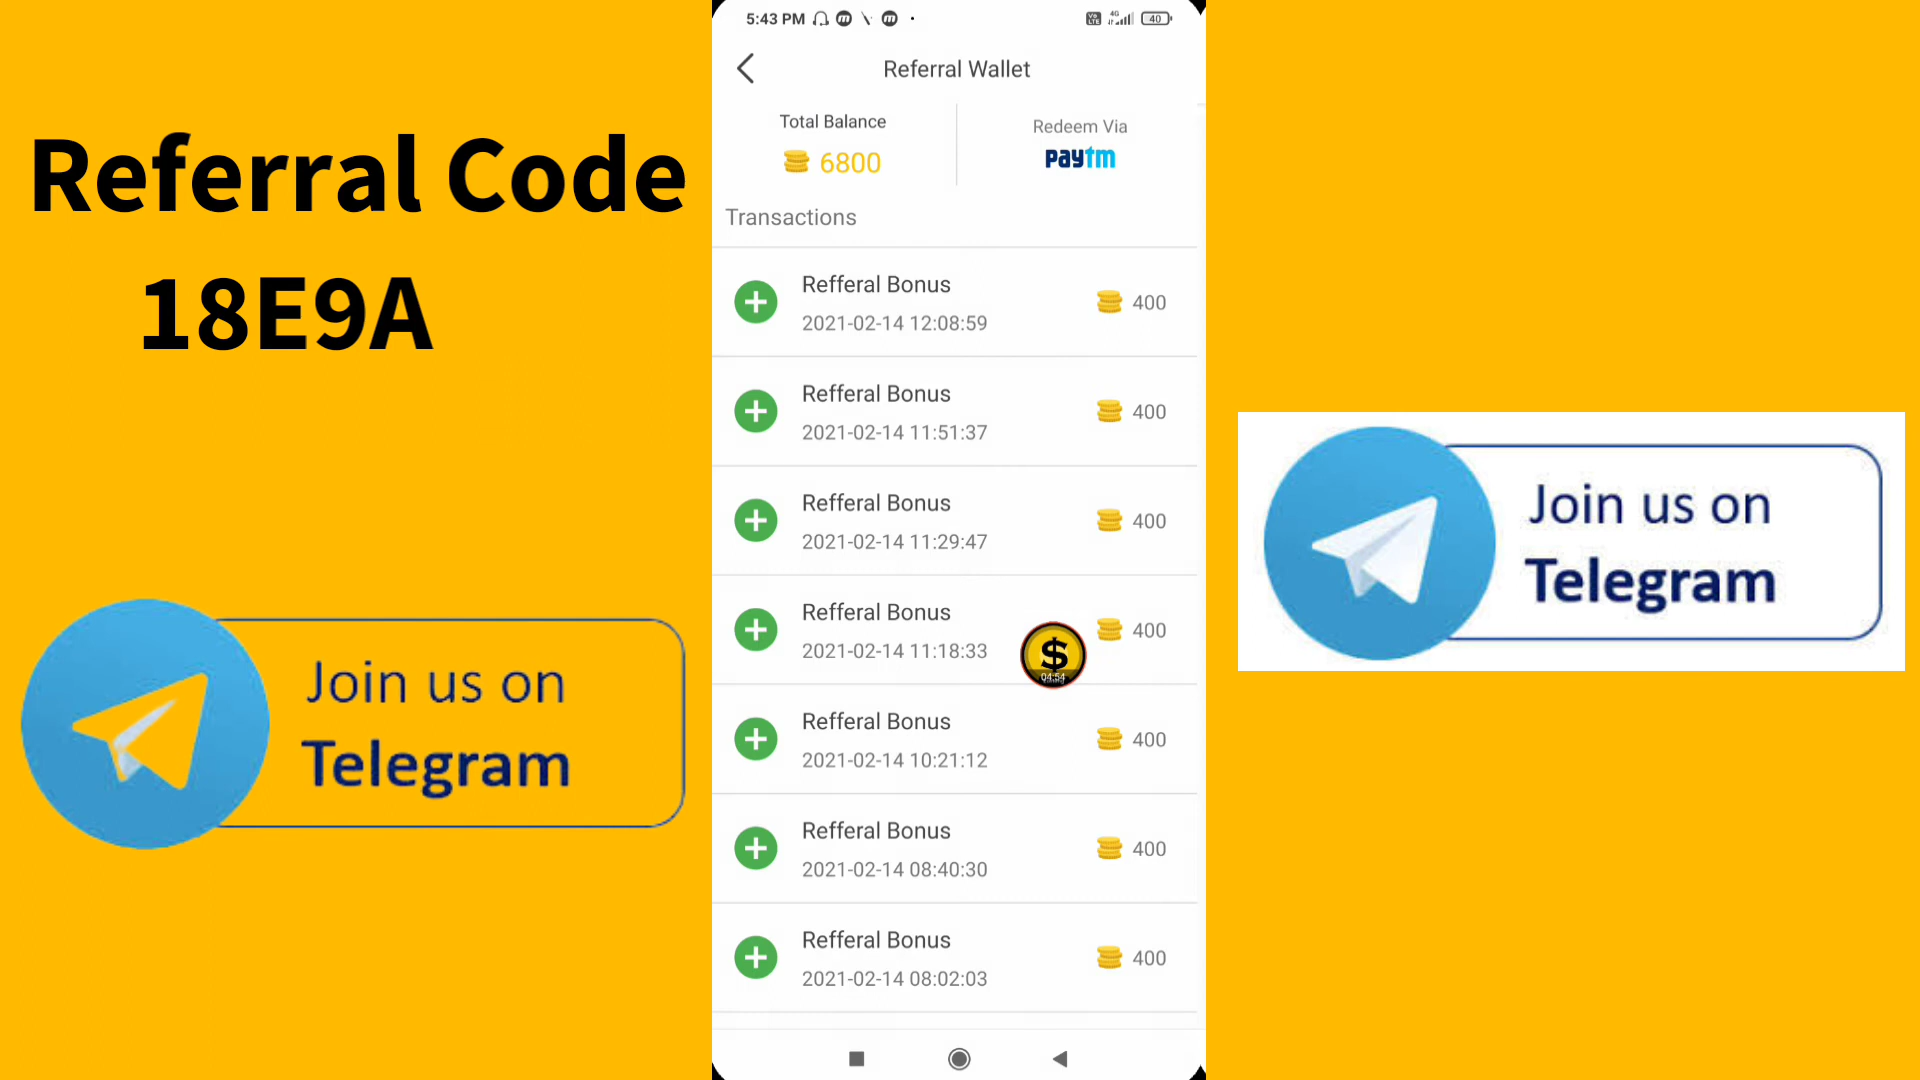 Referral Code
18E9A
Join us on
Telegram
5:43 PM
4G
40
Referral Wallet
Total Balance
6800
Redeem Via
paytm
Transactions
Refferal Bonus
2021-02-14 12:08:59
400
Refferal Bonus
2021-02-14 11:51:37
400
Refferal Bonus
2021-02-14 11:29:47
400
Refferal Bonus
2021-02-14 11:18:33
400
$
04:54
Refferal Bonus
2021-02-14 10:21:12
400
Refferal Bonus
2021-02-14 08:40:30
400
Refferal Bonus
2021-02-14 08:02:03
400
Join us on
Telegram